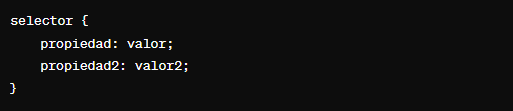 selector {
    propiedad: valor;
    propiedad2: valor2;
}